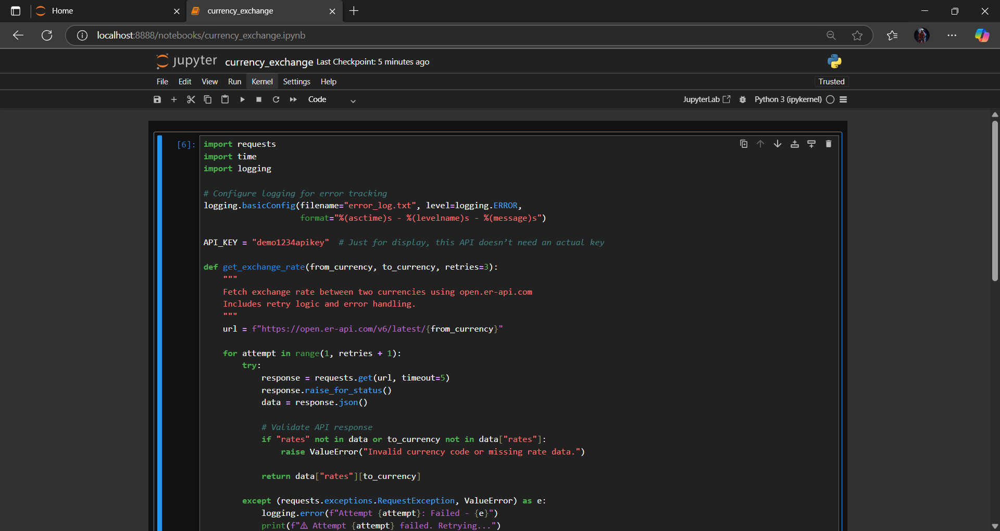 Home
currency_exchange
localhost:8888/notebooks/currency_exchange.ipynb
jupyter currency_exchange Last Checkpoint: 5 minutes ago
File Edit View Run Kernel Settings Help Trusted
Code JupyterLab Python 3 (ipykernel)
[6]: import requests
import time
import logging
# Configure logging for error tracking
logging.basicConfig(filename="error_log.txt", level=logging.ERROR,
                    format="%(asctime)s - %(levelname)s - %(message)s")
API_KEY = "demo1234apikey"  # Just for display, this API doesn’t need an actual key
def get_exchange_rate(from_currency, to_currency, retries=3):
    """
    Fetch exchange rate between two currencies using open.er-api.com
    Includes retry logic and error handling.
    """
    url = f"https://open.er-api.com/v6/latest/{from_currency}"
    for attempt in range(1, retries + 1):
        try:
            response = requests.get(url, timeout=5)
            response.raise_for_status()
            data = response.json()
            # Validate API response
            if "rates" not in data or to_currency not in data["rates"]:
                raise ValueError("Invalid currency code or missing rate data.")
            return data["rates"][to_currency]
        except (requests.exceptions.RequestException, ValueError) as e:
            logging.error(f"Attempt {attempt}: Failed - {e}")
            print(f"⚠ Attempt {attempt} failed. Retrying...")